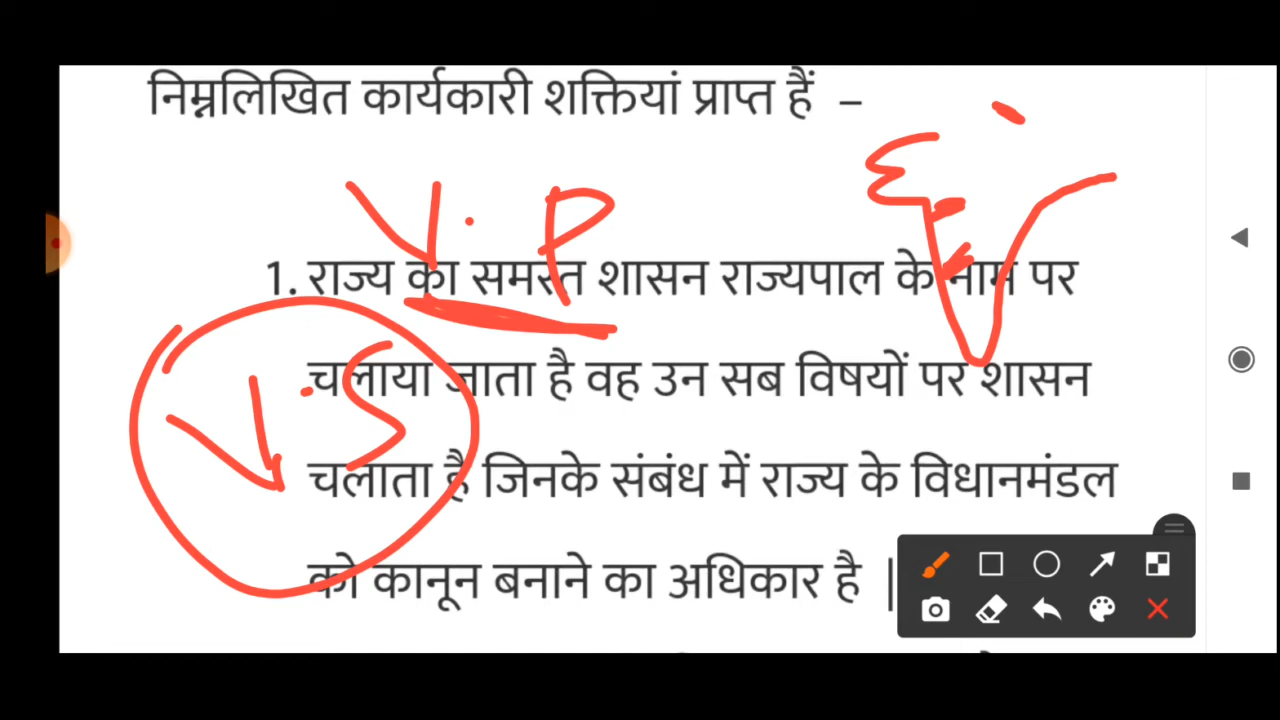 निम्नलिखित कार्यकारी शक्तियां प्राप्त हैं –
V.P
1. राज्य का समस्त शासन राज्यपाल के नाम पर
चलाया जाता है वह उन सब विषयों पर शासन
V.S
चलाता है जिनके संबंध में राज्य के विधानमंडल
को कानून बनाने का अधिकार है |